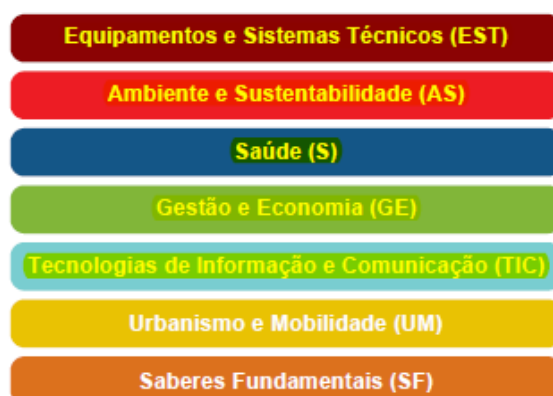 Equipamentos e Sistemas Técnicos (EST)
Ambiente e Sustentabilidade (AS)
Saúde (S)
Gestão e Economia (GE)
Tecnologias de Informação e Comunicação (TIC)
Urbanismo e Mobilidade (UM)
Saberes Fundamentais (SF)